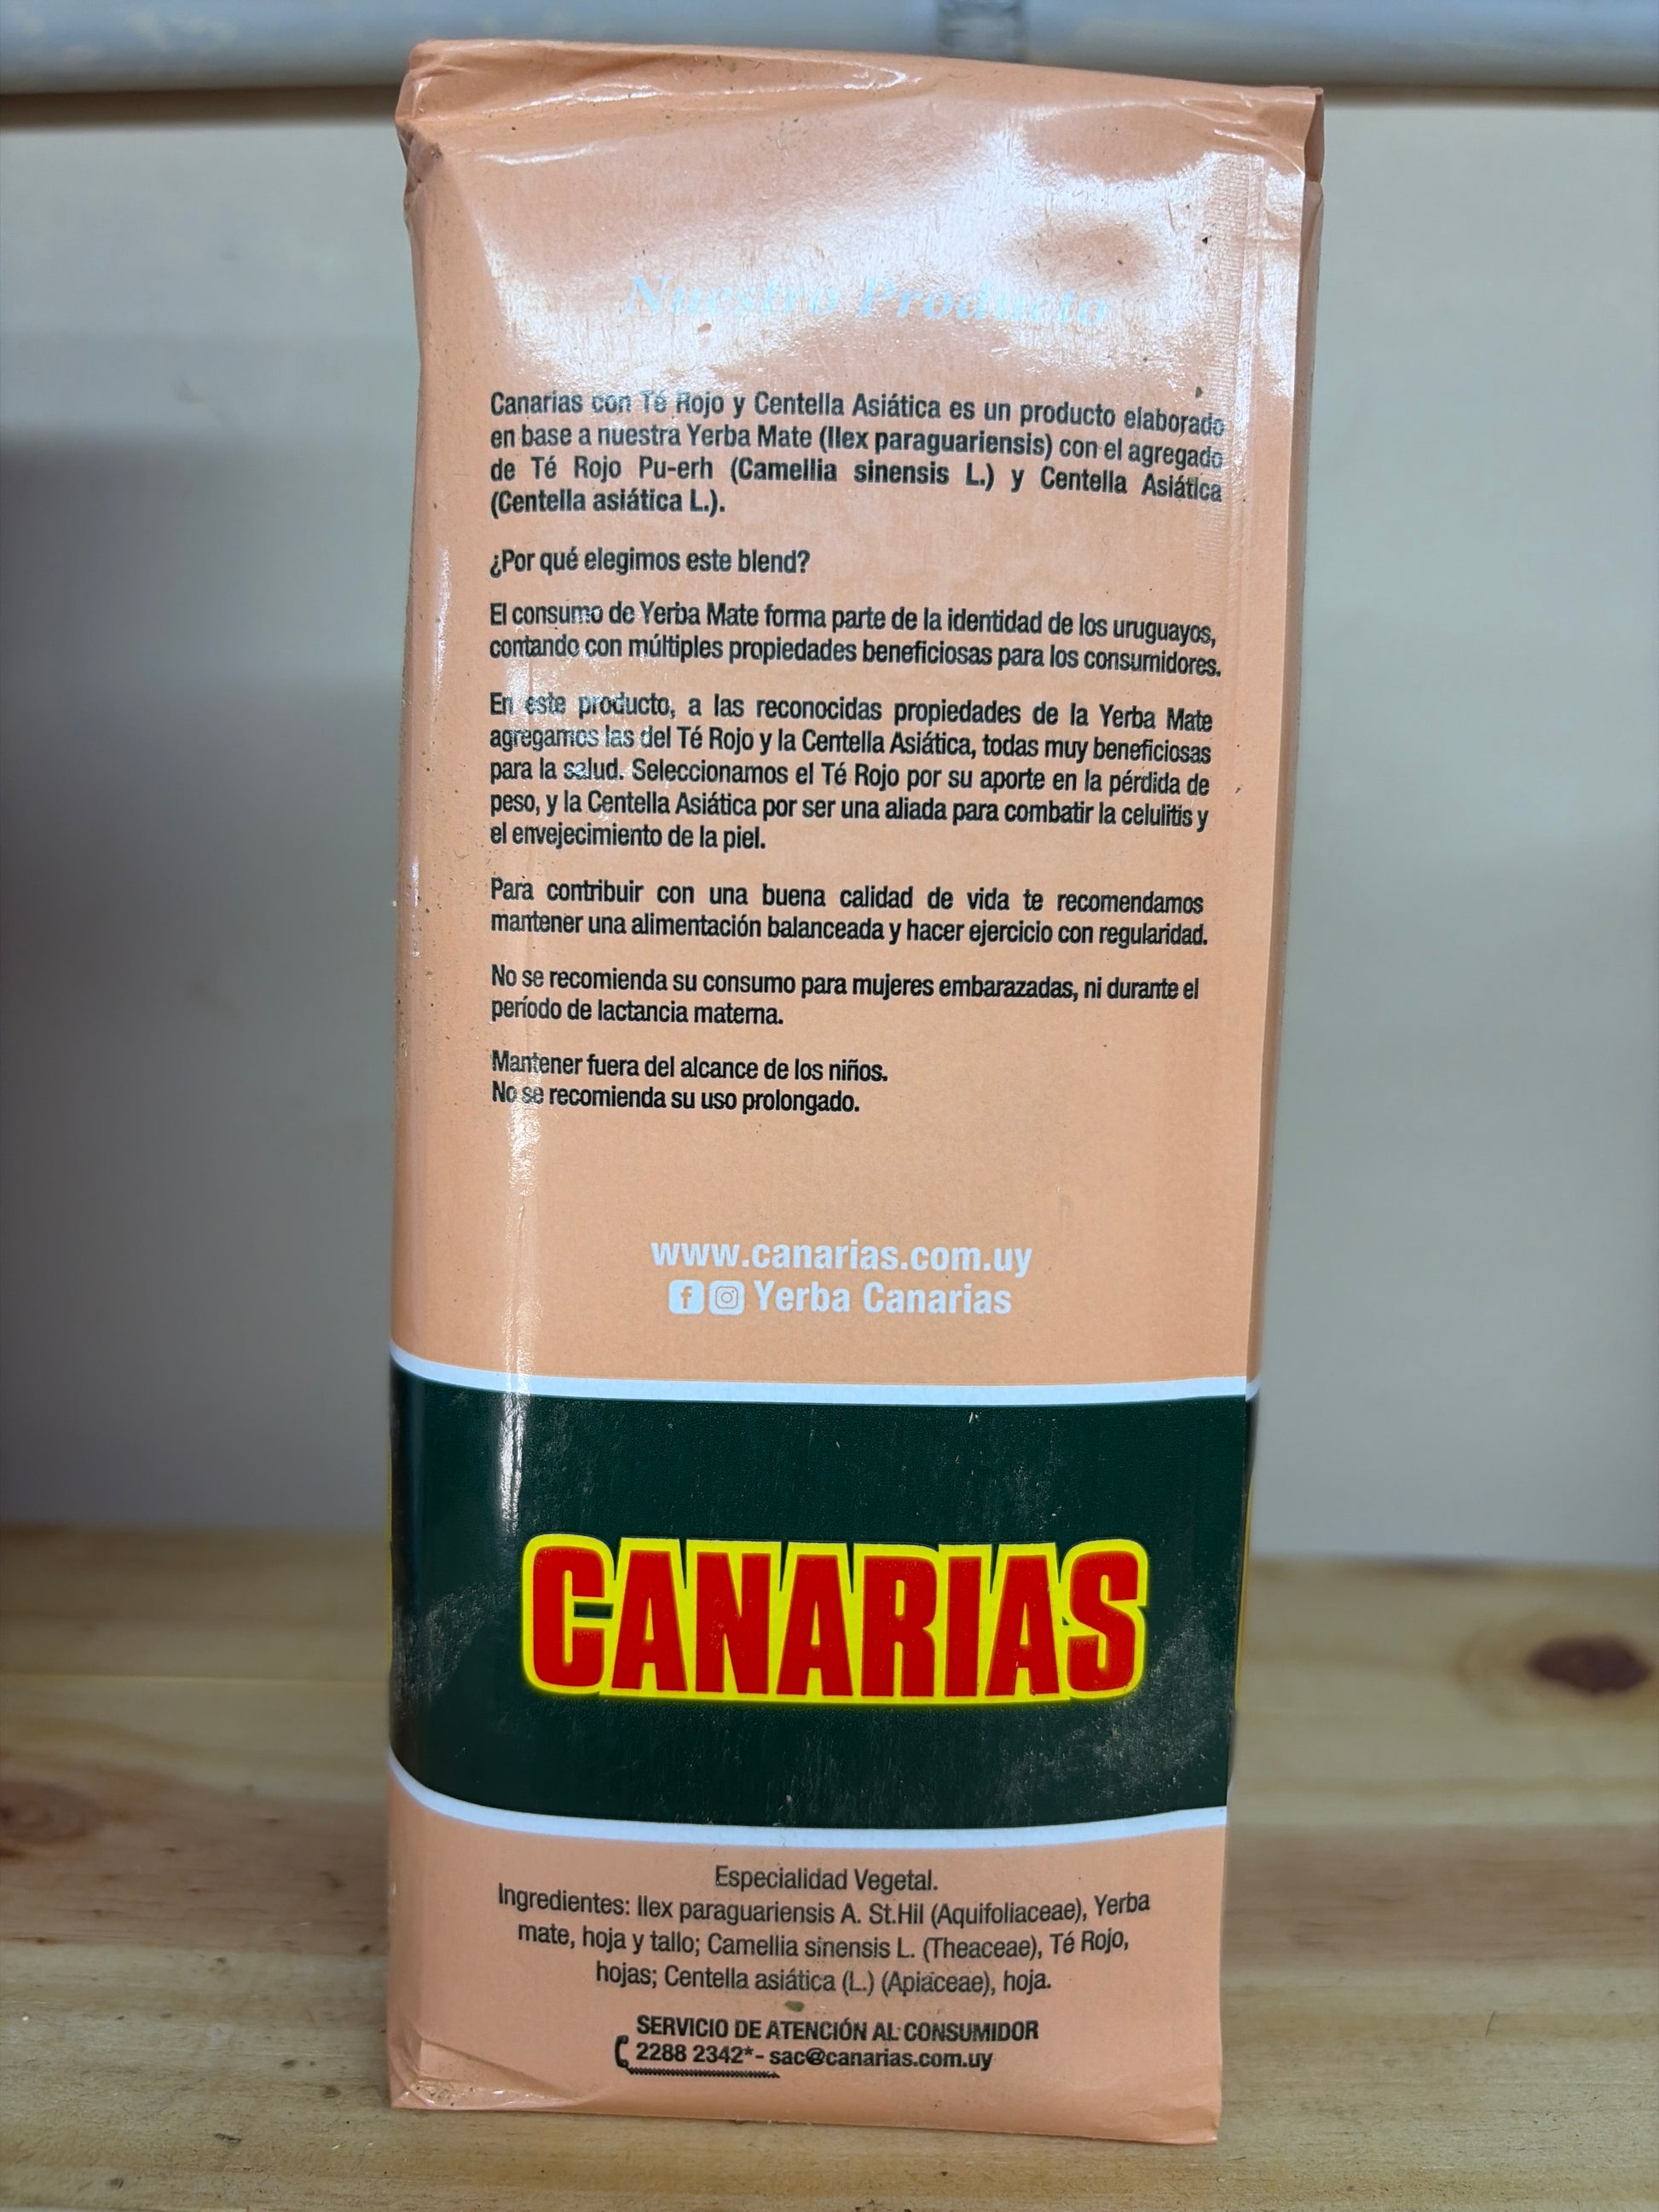 Nuestro Producto
Canarias con Té Rojo y Centella Asiática es un producto elaborado
en base a nuestra Yerba Mate (Ilex paraguariensis) con el agregado
de Té Rojo Pu-erh (Camellia sinensis L.) y Centella Asiática
(Centella asiática L.).
¿Por qué elegimos este blend?
El consumo de Yerba Mate forma parte de la identidad de los uruguayos,
contando con múltiples propiedades beneficiosas para los consumidores.
En este producto, a las reconocidas propiedades de la Yerba Mate
agregamos las del Té Rojo y la Centella Asiática, todas muy beneficiosas
para la salud. Seleccionamos el Té Rojo por su aporte en la pérdida de
peso, y la Centella Asiática por ser una aliada para combatir la celulitis y
el envejecimiento de la piel.
Para contribuir con una buena calidad de vida te recomendamos
mantener una alimentación balanceada y hacer ejercicio con regularidad.
No se recomienda su consumo para mujeres embarazadas, ni durante el
período de lactancia materna.
Mantener fuera del alcance de los niños.
No se recomienda su uso prolongado.
www.canarias.com.uy
Yerba Canarias
CANARIAS
Especialidad Vegetal.
Ingredientes: Ilex paraguariensis A. St.Hil (Aquifoliaceae), Yerba
mate, hoja y tallo; Camellia sinensis L. (Theaceae), Té Rojo,
hojas; Centella asiática (L.) (Apiaceae), hoja.
SERVICIO DE ATENCIÓN AL CONSUMIDOR
2288 2342*- sac@canarias.com.uy